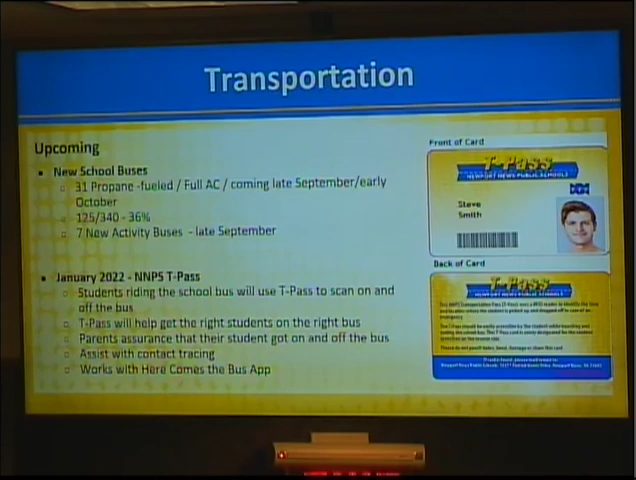 Transportation
Upcoming
• New School Buses
31 Propane -fueled / Full AC / coming late September/early
October
125/340 - 36%
7 New Activity Buses - late September
• January 2022 - NNPS T-Pass
Students riding the school bus will use T-Pass to scan on and
off the bus
T-Pass will help get the right students on the right bus
Parents assurance that their student got on and off the bus
Assist with contact tracing
Works with Here Comes the Bus App
Front of Card
T-Pass
NEWPORT NEWS PUBLIC SCHOOLS
Steve
Smith
Back of Card
T-Pass
NEWPORT NEWS PUBLIC SCHOOLS